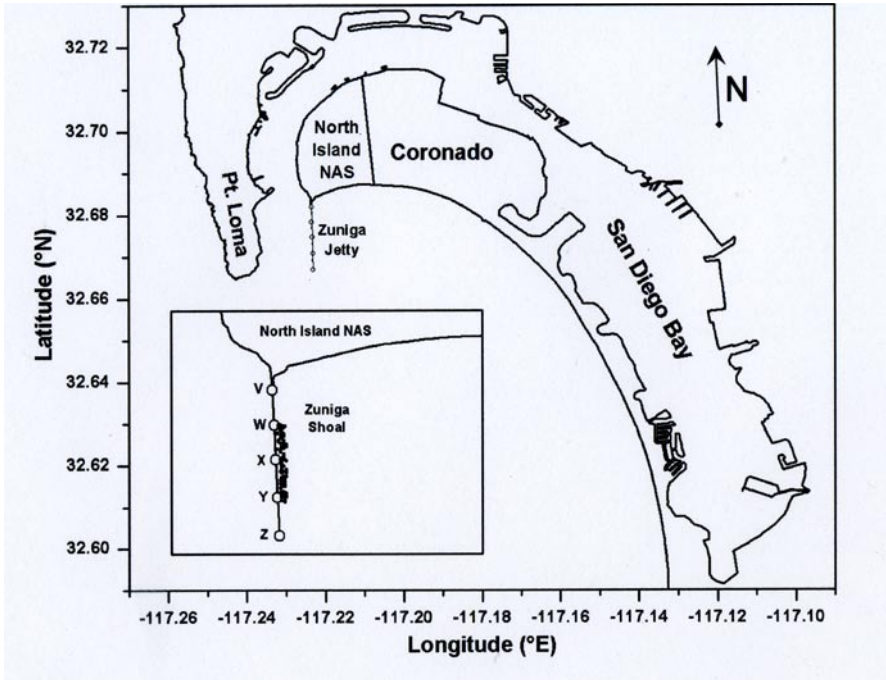 32.72
32.70
32.68
32.66
32.64
32.62
32.60
Latitude (°N)
-117.26
-117.24
-117.22
-117.20
-117.18
-117.16
-117.14
-117.12
-117.10
Longitude (°E)
N
Pt. Loma
North
Island
NAS
Coronado
Zuniga
Jetty
San Diego Bay
North Island NAS
V
W
X
Y
Z
Zuniga
Shoal